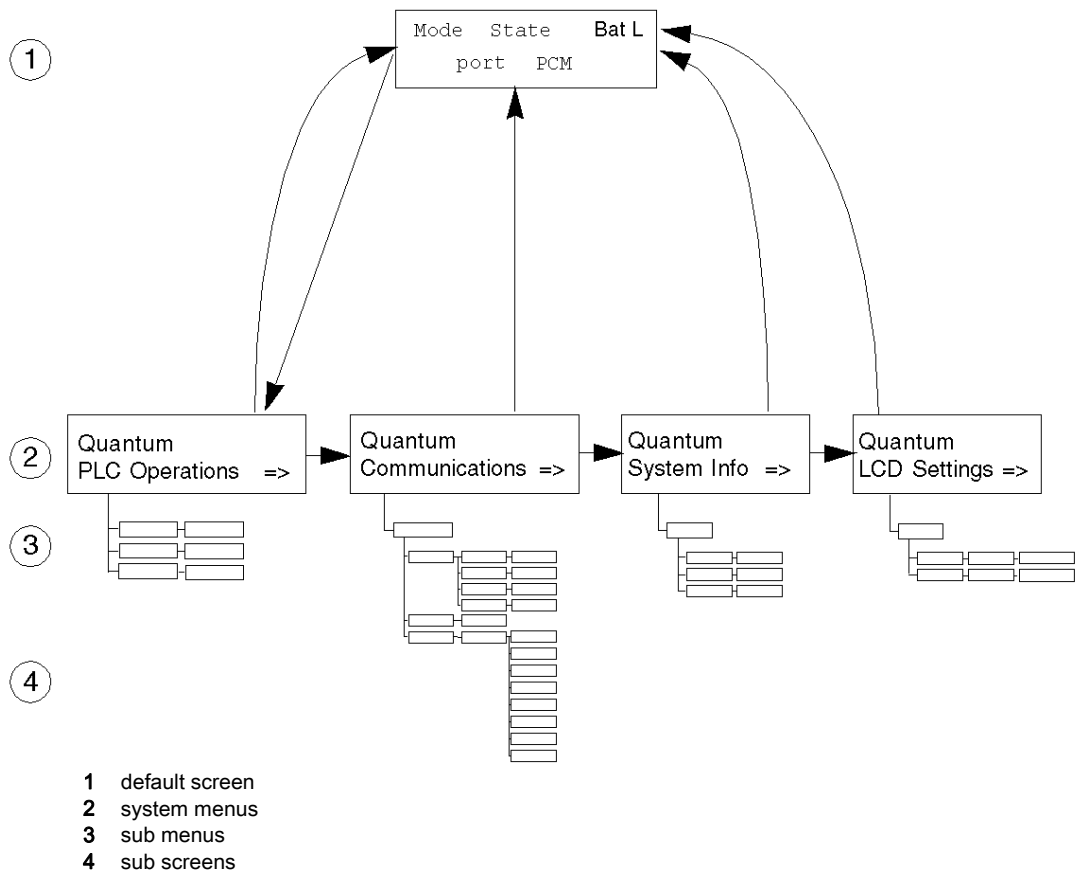 1
Mode State Bat L
port PCM
2
Quantum
PLC Operations =>
Quantum
Communications =>
Quantum
System Info =>
Quantum
LCD Settings =>
3
4
1 default screen
2 system menus
3 sub menus
4 sub screens